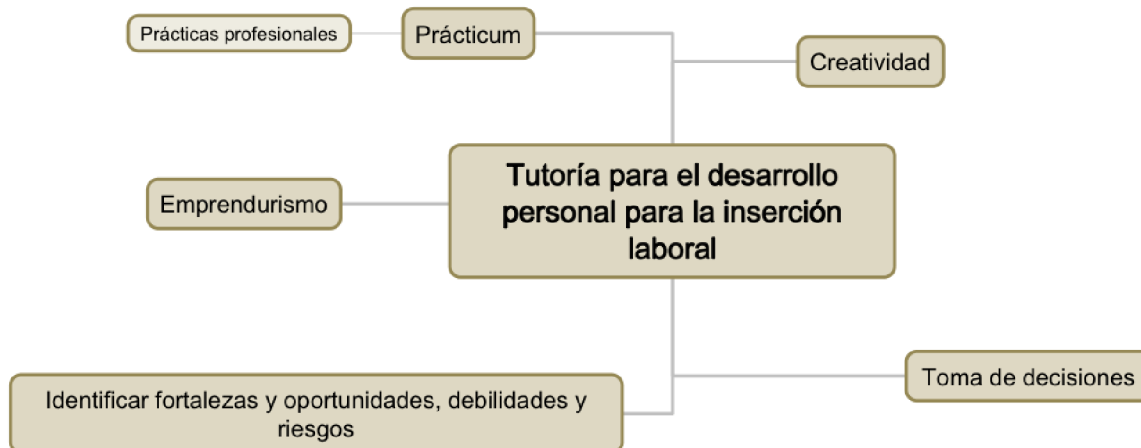 Prácticas profesionales
Prácticum
Creatividad
Tutoría para el desarrollo
personal para la inserción
laboral
Emprendurismo
Toma de decisiones
Identificar fortalezas y oportunidades, debilidades y
riesgos